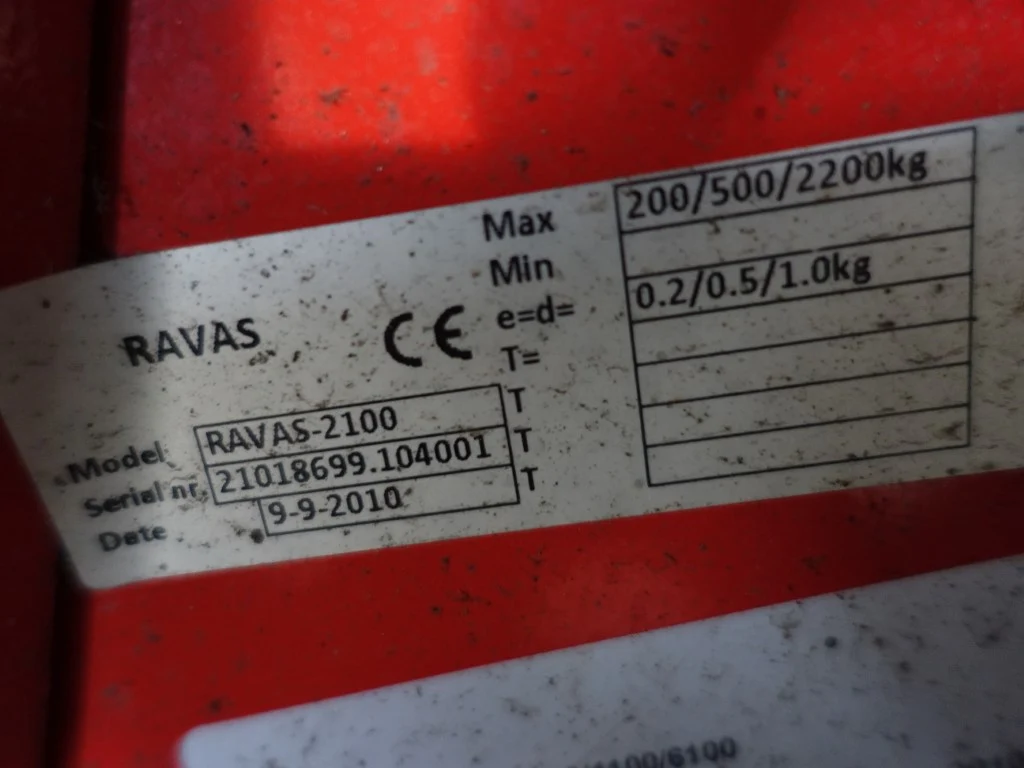 RAVAS CE
Model RAVAS-2100
Serial nr. 21018699.104001
Date 9-9-2010
Max 200/500/2200kg
Min
e=d= 0.2/0.5/1.0kg
T=
T
T
T
/6100